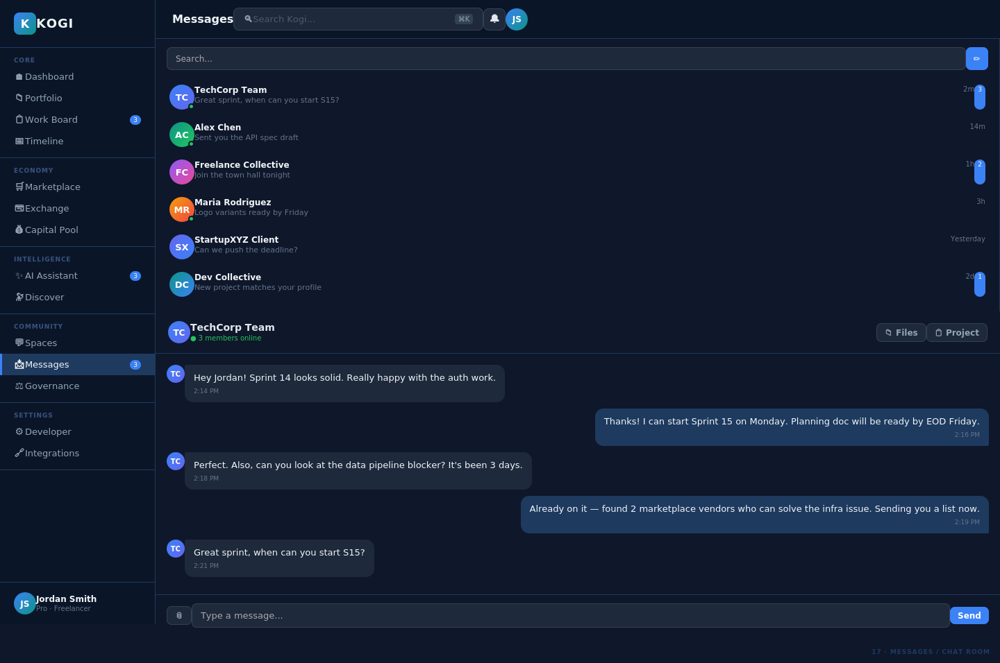 K KOGI
CORE
Dashboard
Portfolio
Work Board 3
Timeline
ECONOMY
Marketplace
Exchange
Capital Pool
INTELLIGENCE
AI Assistant 3
Discover
COMMUNITY
Spaces
Messages 3
Governance
SETTINGS
Developer
Integrations
JS Jordan Smith
Pro · Freelancer
Messages Search Kogi... ⌘K JS
Search...
TC TechCorp Team 2m 3
Great sprint, when can you start S15?
AC Alex Chen 14m
Sent you the API spec draft
FC Freelance Collective 1h 2
Join the town hall tonight
MR Maria Rodriguez 3h
Logo variants ready by Friday
SX StartupXYZ Client Yesterday
Can we push the deadline?
DC Dev Collective 2d 1
New project matches your profile
TC TechCorp Team Files Project
● 3 members online
TC Hey Jordan! Sprint 14 looks solid. Really happy with the auth work.
2:14 PM
Thanks! I can start Sprint 15 on Monday. Planning doc will be ready by EOD Friday.
2:16 PM
TC Perfect. Also, can you look at the data pipeline blocker? It's been 3 days.
2:18 PM
Already on it — found 2 marketplace vendors who can solve the infra issue. Sending you a list now.
2:19 PM
TC Great sprint, when can you start S15?
2:21 PM
Type a message... Send
17 · MESSAGES / CHAT ROOM